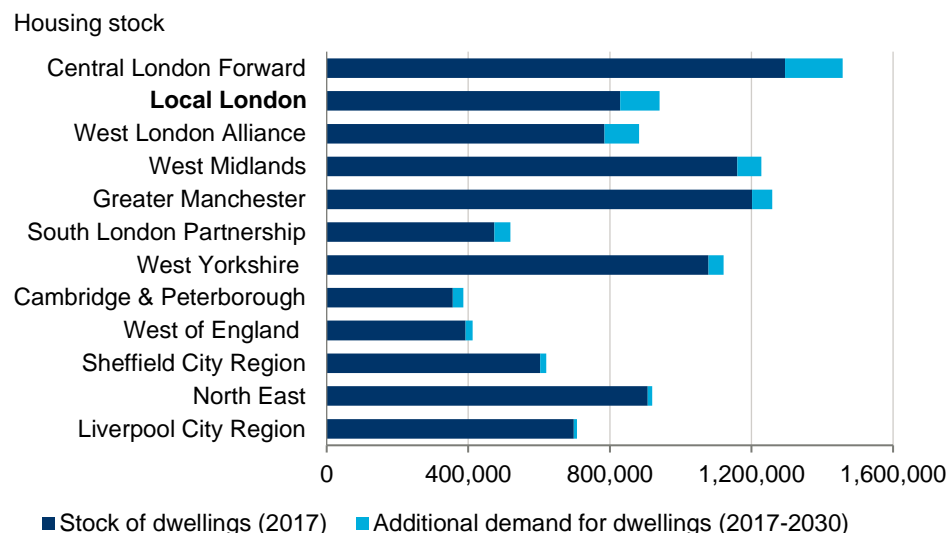 Housing stock
Central London Forward
Local London
West London Alliance
West Midlands
Greater Manchester
South London Partnership
West Yorkshire
Cambridge & Peterborough
West of England
Sheffield City Region
North East
Liverpool City Region
0 400,000 800,000 1,200,000 1,600,000
Stock of dwellings (2017) Additional demand for dwellings (2017-2030)